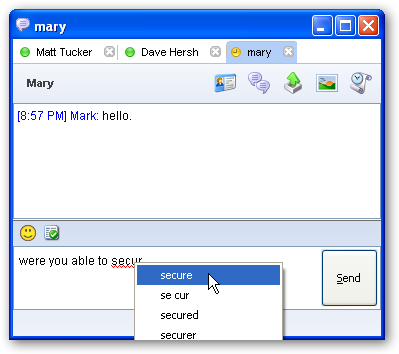 mary
Matt Tucker Dave Hersh mary
Mary
[8:57 PM] Mark: hello.
were you able to secur
Send
secure
se cur
secured
securer